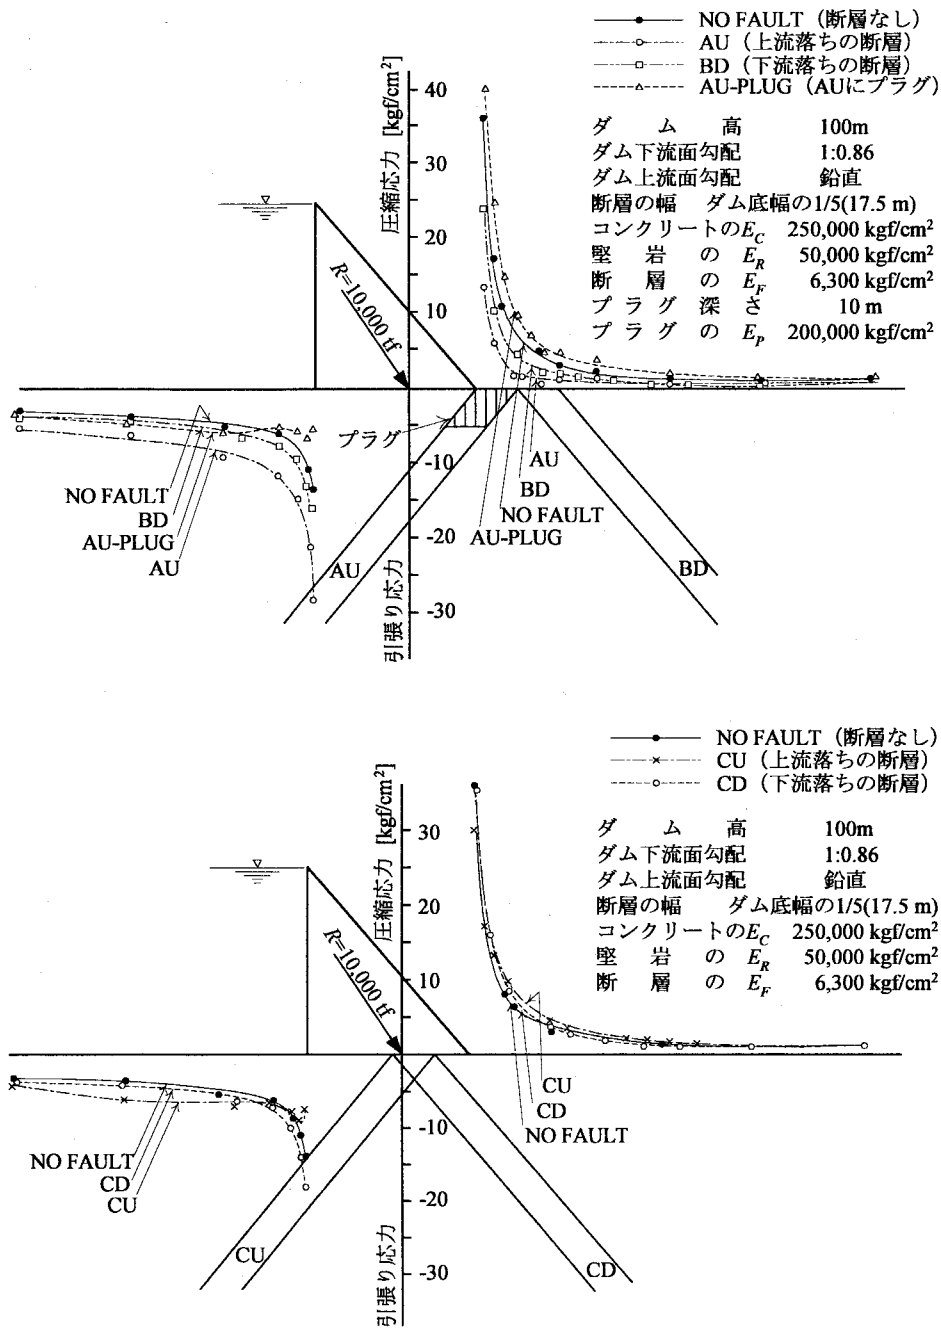 NO FAULT (断層なし)
AU (上流落ちの断層)
BD (下流落ちの断層)
AU-PLUG (AUにプラグ)
ダム高 100m
ダム下流面勾配 1:0.86
ダム上流面勾配 鉛直
断層の幅 ダム底幅の1/5(17.5 m)
コンクリートのE_C 250,000 kgf/cm²
堅岩のE_R 50,000 kgf/cm²
断層のE_F 6,300 kgf/cm²
プラグ深さ 10 m
プラグのE_P 200,000 kgf/cm²
圧縮応力 [kgf/cm²]
40
30
20
10
R=10,000 tf
プラグ
-10
-20
-30
引張り応力
NO FAULT
BD
AU-PLUG
AU
AU
BD
NO FAULT
AU-PLUG
AU
BD
NO FAULT (断層なし)
CU (上流落ちの断層)
CD (下流落ちの断層)
ダム高 100m
ダム下流面勾配 1:0.86
ダム上流面勾配 鉛直
断層の幅 ダム底幅の1/5(17.5 m)
コンクリートのE_C 250,000 kgf/cm²
堅岩のE_R 50,000 kgf/cm²
断層のE_F 6,300 kgf/cm²
圧縮応力 [kgf/cm²]
30
20
10
R=10,000 tf
-10
-20
-30
引張り応力
NO FAULT
CD
CU
CU
CD
NO FAULT
CU
CD